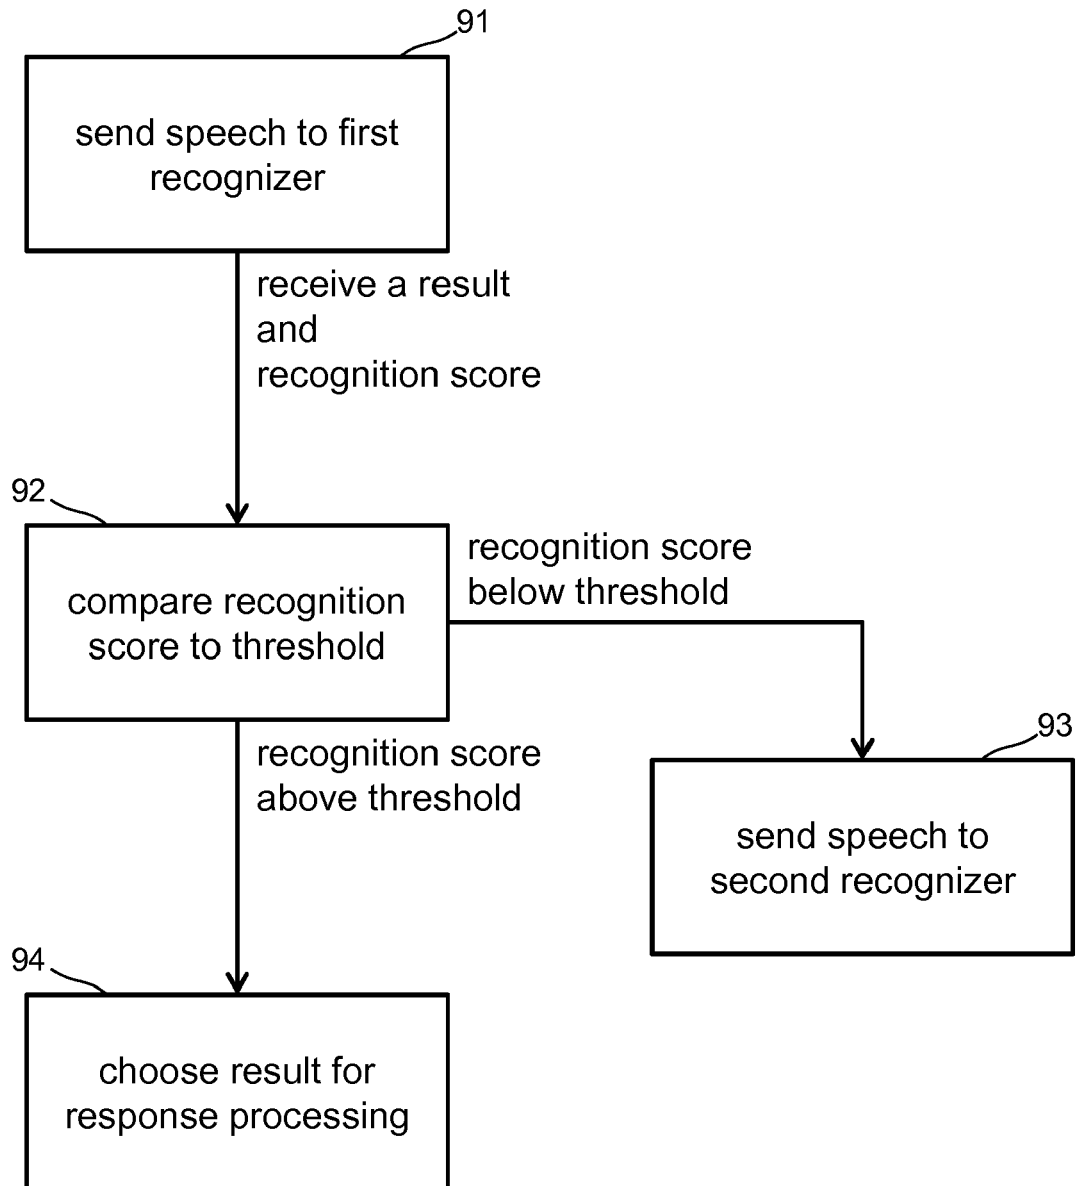 91
send speech to first
recognizer
receive a result
and
recognition score
92
compare recognition
score to threshold
recognition score
below threshold
recognition score
above threshold
93
send speech to
second recognizer
94
choose result for
response processing